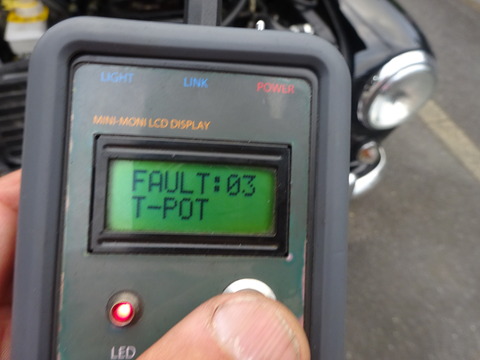 LIGHT LINK POWER
MINI-MONI LCD DISPLAY
FAULT:03
T-POT
LED